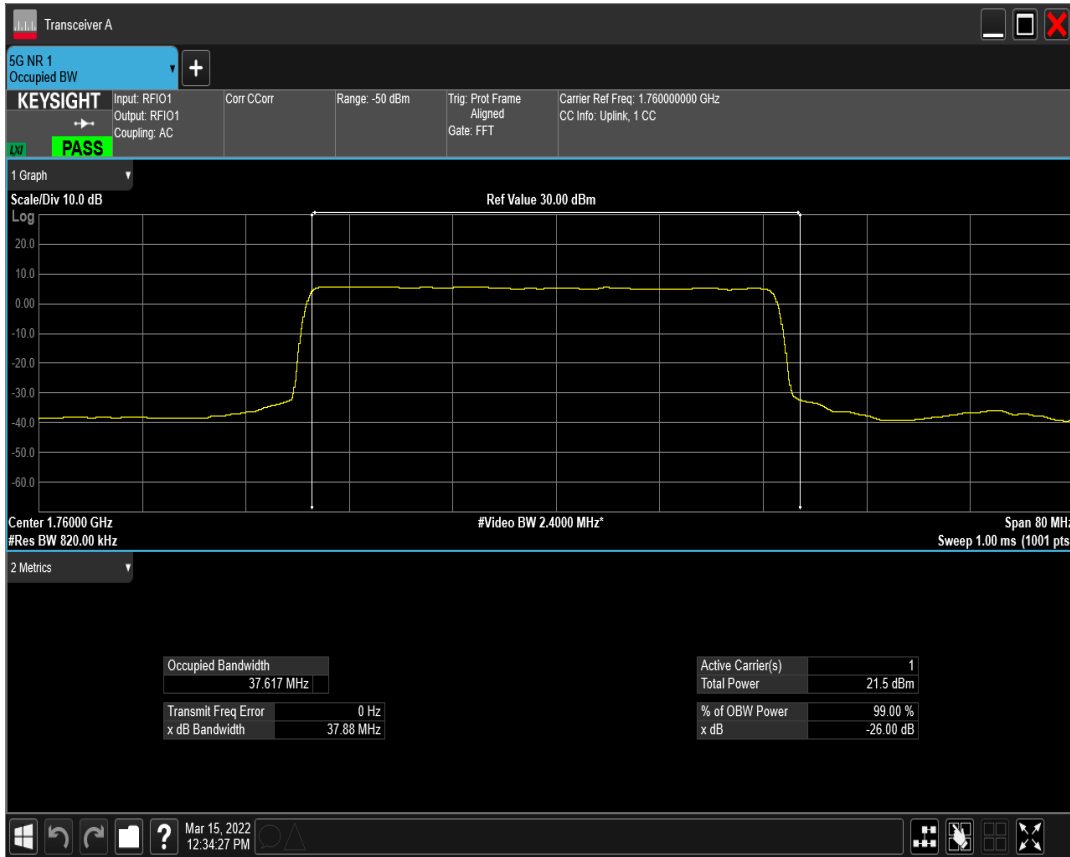 Transceiver A
5G NR 1
Occupied BW
+
KEYSIGHT
LXI
PASS
Input: RFIO1
Output: RFIO1
Coupling: AC
Corr CCorr
Range: -50 dBm
Trig: Prot Frame
Aligned
Gate: FFT
Carrier Ref Freq: 1.760000000 GHz
CC Info: Uplink, 1 CC
1 Graph
Scale/Div 10.0 dB
Ref Value 30.00 dBm
Log
20.0
10.0
0.00
-10.0
-20.0
-30.0
-40.0
-50.0
-60.0
Center 1.76000 GHz
#Video BW 2.4000 MHz*
Span 80 MHz
#Res BW 820.00 kHz
Sweep 1.00 ms (1001 pts
2 Metrics
Occupied Bandwidth
37.617 MHz
Transmit Freq Error 0 Hz
x dB Bandwidth 37.88 MHz
Active Carrier(s) 1
Total Power 21.5 dBm
% of OBW Power 99.00 %
x dB -26.00 dB
?
Mar 15, 2022
12:34:27 PM